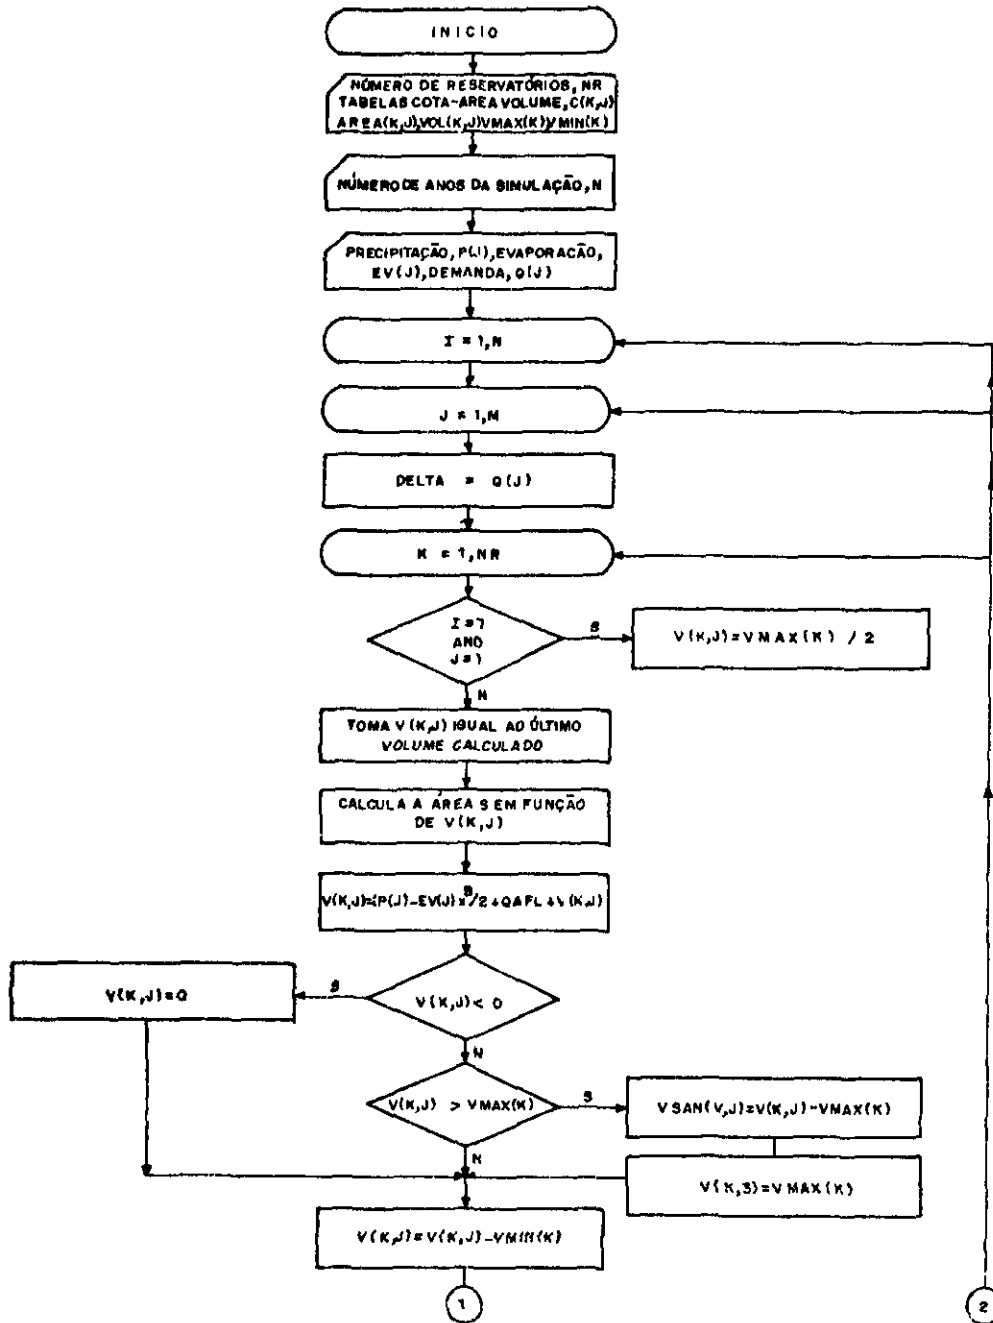 INICIO
NÚMERO DE RESERVATÓRIOS, NR
TABELAS COTA-AREA VOLUME, C(K,J)
AREA(K,J),VOL(K,J)VMAX(K),VMIN(K)
NÚMERO DE ANOS DA SIMULAÇÃO, N
PRECIPITAÇÃO, P(J), EVAPORACÃO,
EV(J), DEMANDA, Q(J)
I = 1,N
J = 1,M
DELTA = Q(J)
K = 1,NR
I = 1
AND
J = 1
S
V(K,J)=VMAX(K) / 2
N
TOMA V(K,J) IGUAL AO ÚLTIMO
VOLUME CALCULADO
CALCULA A ÁREA S EM FUNÇÃO
DE V(K,J)
V(K,J)=(P(J)-EV(J)×S/2+QAFL+V(K,J)
V(K,J)< 0
S
V(K,J)=0
N
V(K,J) > VMAX(K)
S
VSAN(V,J)=V(K,J)-VMAX(K)
N
V(K,3)=VMAX(K)
V(K,J)=V(K,J)-VMIN(K)
1
2